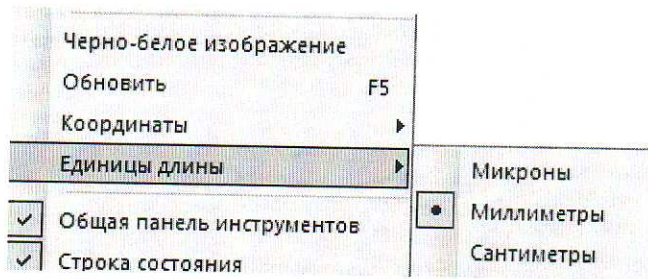 Черно-белое изображение
Обновить F5
Координаты
Единицы длины
Микроны
Миллиметры
Сантиметры
Общая панель инструментов
Строка состояния